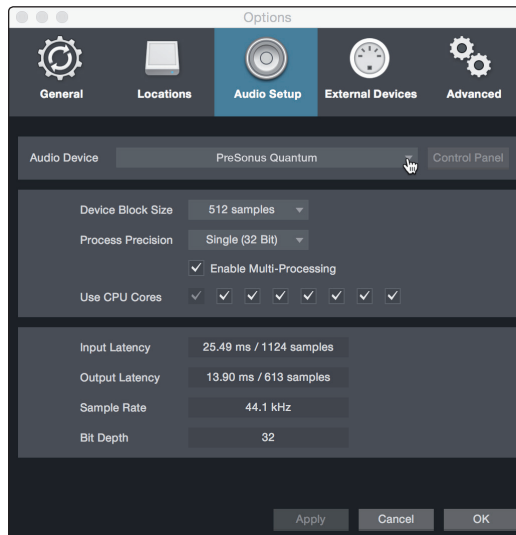 Options
General Locations Audio Setup External Devices Advanced
Audio Device PreSonus Quantum Control Panel
Device Block Size 512 samples
Process Precision Single (32 Bit)
Enable Multi-Processing
Use CPU Cores
Input Latency 25.49 ms / 1124 samples
Output Latency 13.90 ms / 613 samples
Sample Rate 44.1 kHz
Bit Depth 32
Apply Cancel OK